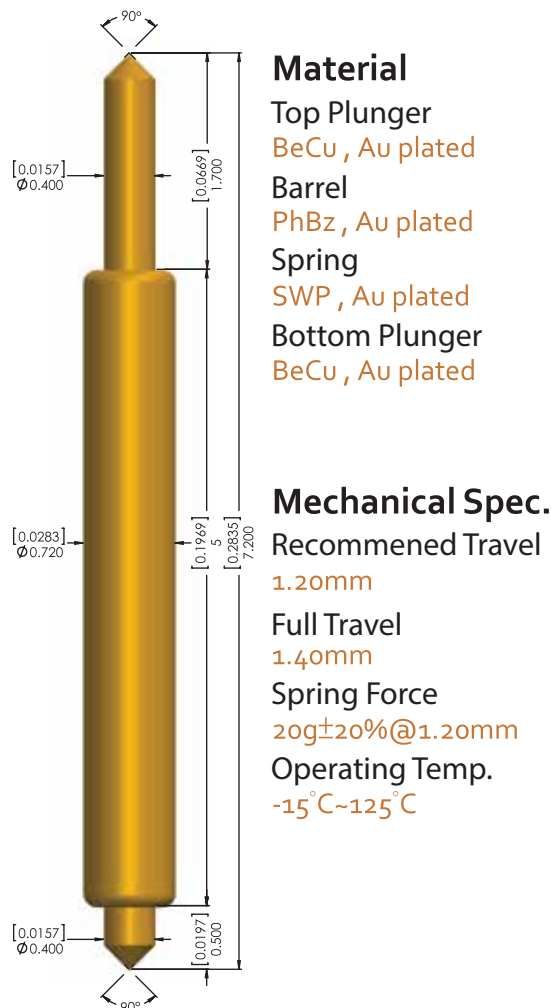 90°
[0.0157]
Ø0.400
[0.0669]
1.700
[0.0283]
Ø0.720
[0.1969]
5
[0.2835]
7.200
[0.0157]
Ø0.400
[0.0197]
0.500
90°
Material
Top Plunger
BeCu , Au plated
Barrel
PhBz , Au plated
Spring
SWP , Au plated
Bottom Plunger
BeCu , Au plated
Mechanical Spec.
Recommened Travel
1.20mm
Full Travel
1.40mm
Spring Force
20g±20%@1.20mm
Operating Temp.
-15°C~125°C